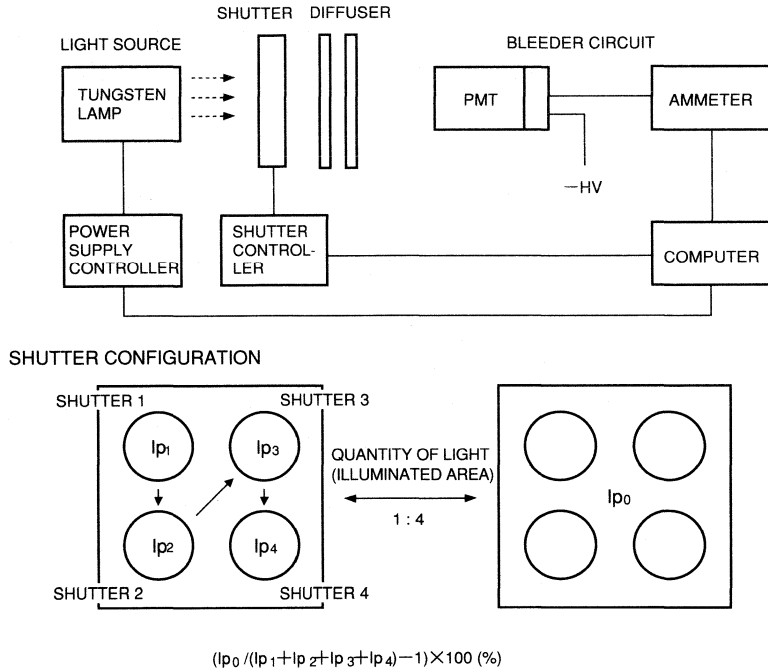 SHUTTER DIFFUSER
LIGHT SOURCE
BLEEDER CIRCUIT
TUNGSTEN
LAMP
PMT
AMMETER
−HV
POWER
SUPPLY
CONTROLLER
SHUTTER
CONTROL-
LER
COMPUTER
SHUTTER CONFIGURATION
SHUTTER 1
SHUTTER 3
Ip1
Ip3
QUANTITY OF LIGHT
(ILLUMINATED AREA)
1 : 4
Ip0
Ip2
Ip4
SHUTTER 2
SHUTTER 4
(Ip0 /(Ip1+Ip2+Ip3+Ip4)−1)×100 (%)